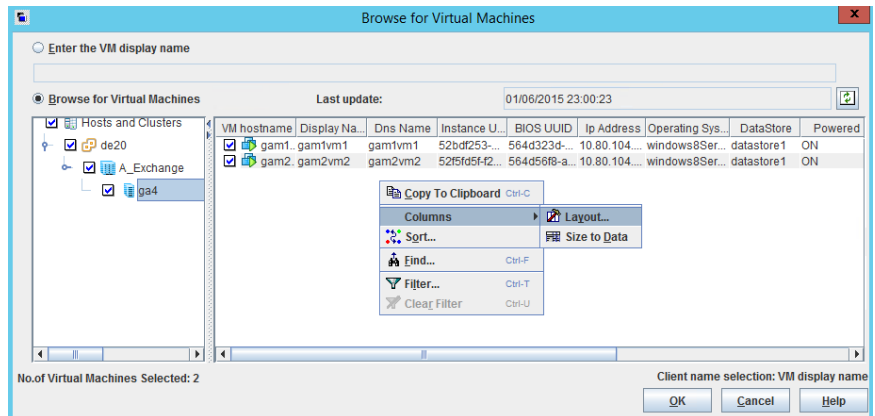 Browse for Virtual Machines
x
Enter the VM display name
Browse for Virtual Machines Last update: 01/06/2015 23:00:23
Hosts and Clusters
de20
A_Exchange
ga4
VM hostname Display Na... Dns Name Instance U... BIOS UUID Ip Address Operating Sys... DataStore Powered
gam1.. gam1vm1 gam1vm1 52bdf253-... 564d323d-... 10.80.104.... windows8Ser... datastore1 ON
gam2. gam2vm2 gam2vm2 52f5fd5f-f2... 564d56f8-a... 10.80.104.... windows8Ser... datastore1 ON
Copy To Clipboard Ctrl-C
Columns
Layout...
Sort...
Size to Data
Find... Ctrl-F
Filter... Ctrl-T
Clear Filter Ctrl-U
No.of Virtual Machines Selected: 2
Client name selection: VM display name
OK Cancel Help